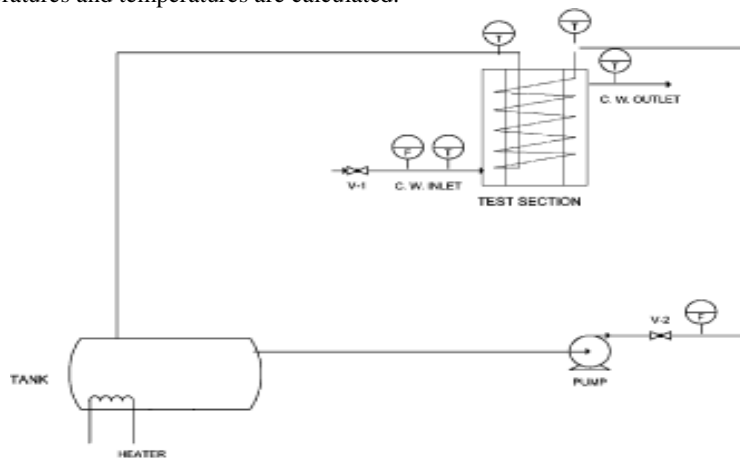 ratures and temperatures are calculated.
T
T
T
C. W. OUTLET
F
T
V-1
C. W. INLET
TEST SECTION
V-2
F
TANK
PUMP
HEATER